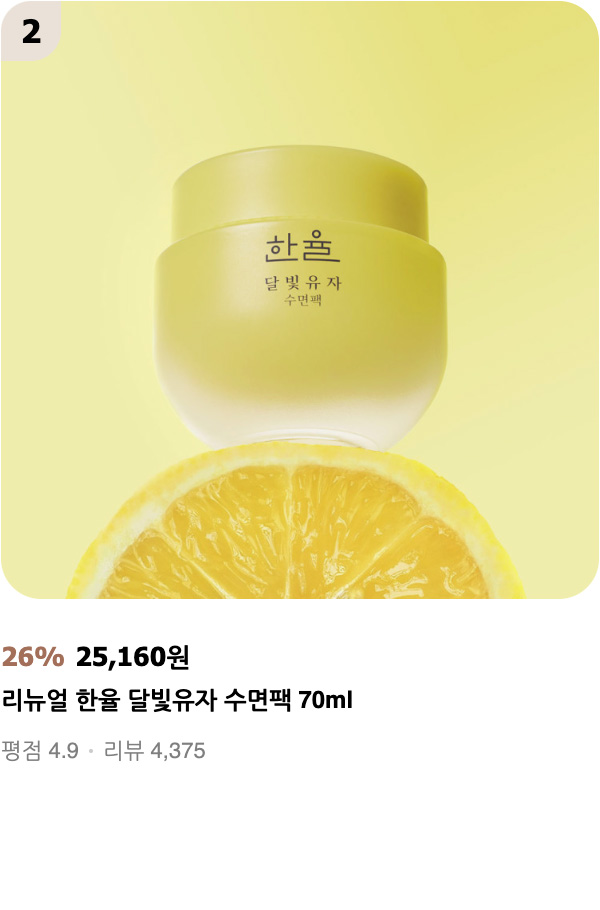 2
한율
달빛유자
수면팩
26% 25,160원
리뉴얼 한율 달빛유자 수면팩 70ml
평점 4.9 · 리뷰 4,375